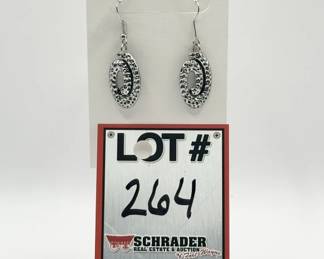 LOT #
264
SCHRADER
REAL ESTATE & AUCTION